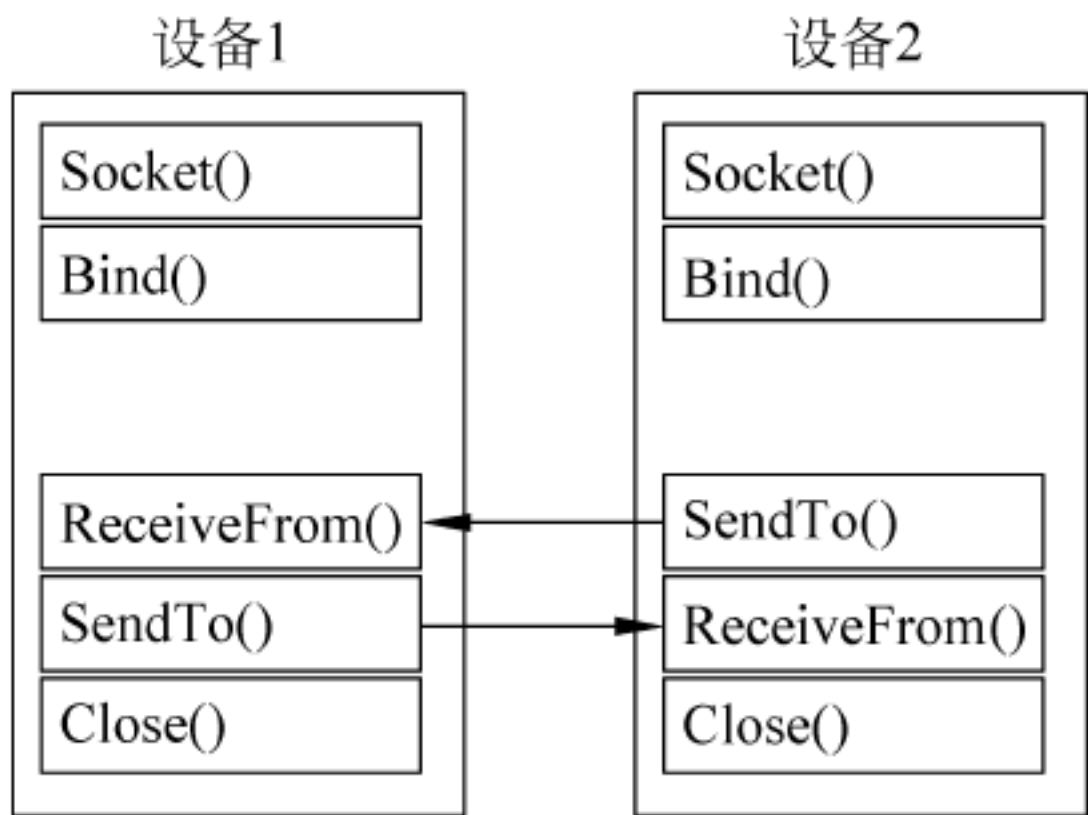 设备1
Socket()
Bind()
ReceiveFrom()
SendTo()
Close()
设备2
Socket()
Bind()
SendTo()
ReceiveFrom()
Close()